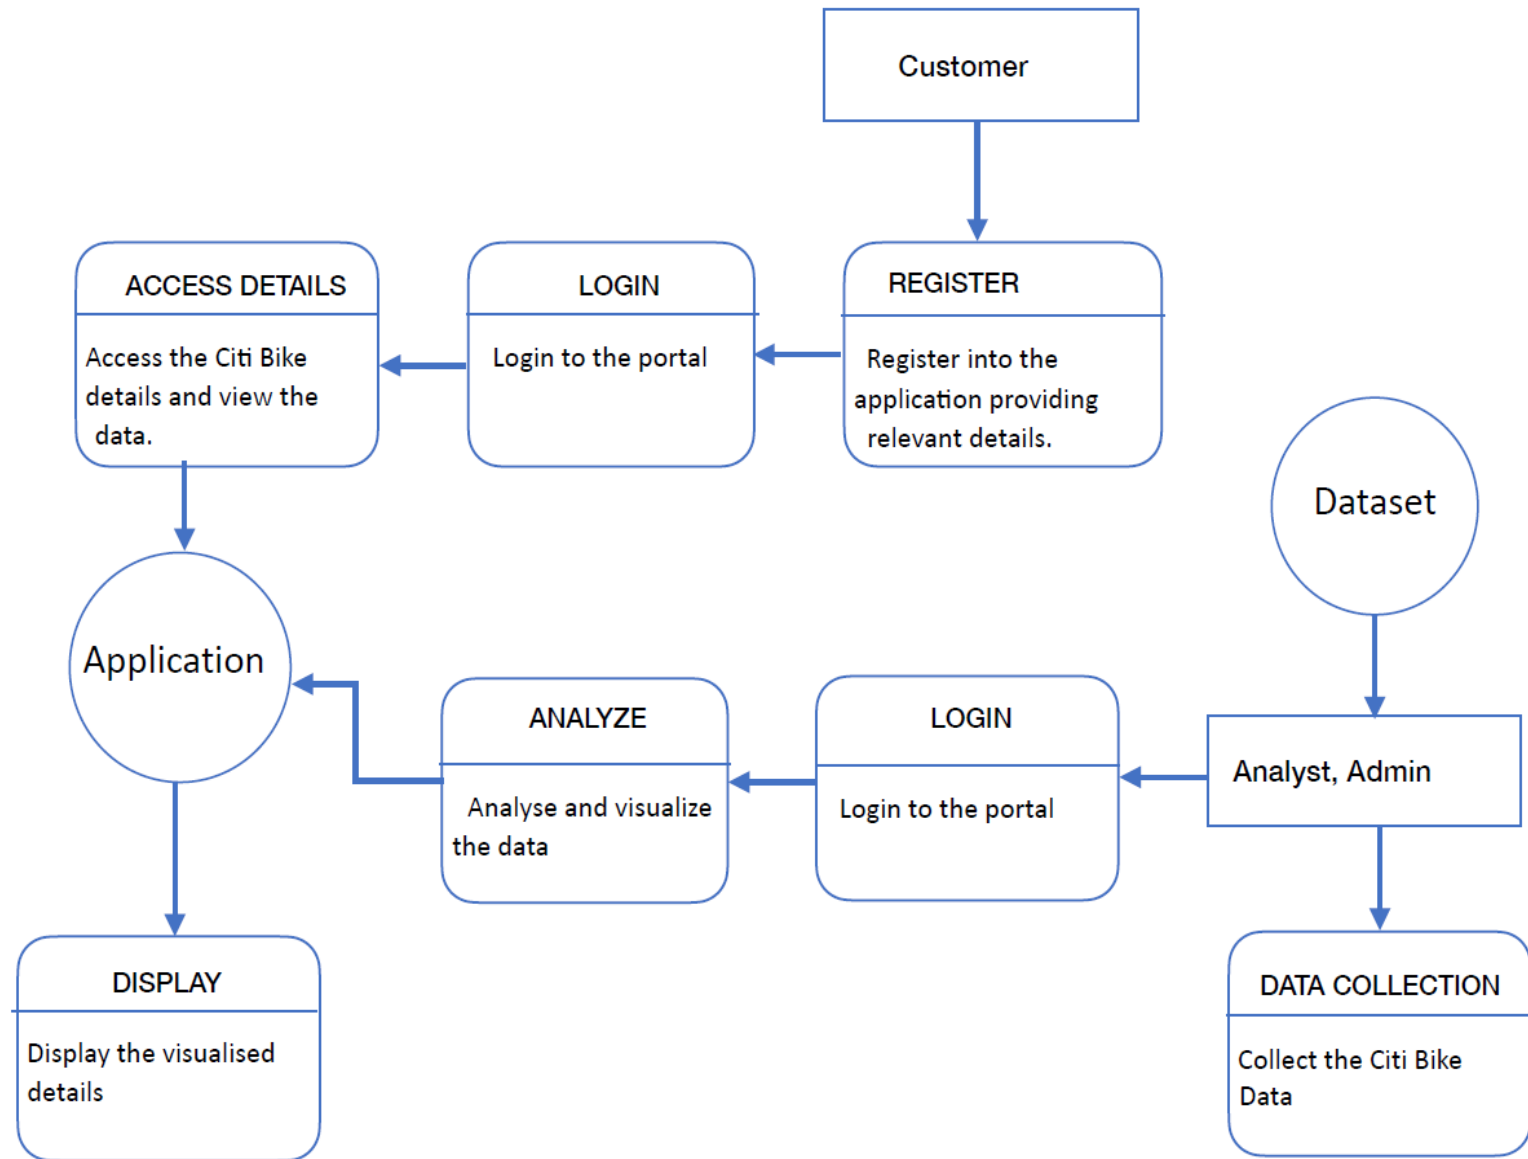 Customer
ACCESS DETAILS
Access the Citi Bike
details and view the
data.
LOGIN
Login to the portal
REGISTER
Register into the
application providing
relevant details.
Dataset
Application
ANALYZE
Analyse and visualize
the data
LOGIN
Login to the portal
Analyst, Admin
DISPLAY
Display the visualised
details
DATA COLLECTION
Collect the Citi Bike
Data